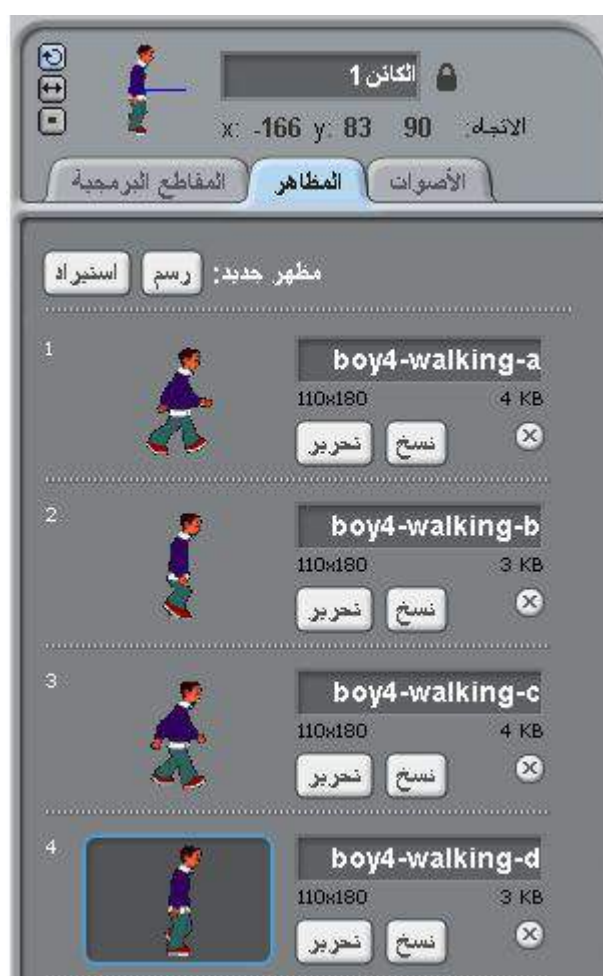 الكائن 1
x: -166 y: 83 90 الاتجاه:
المقاطع البرمجية المظاهر الأصوات
مظهر جديد: رسم استيراد
1
boy4-walking-a
110x180 4 KB
تحرير نسخ
2
boy4-walking-b
110x180 3 KB
تحرير نسخ
3
boy4-walking-c
110x180 4 KB
تحرير نسخ
4
boy4-walking-d
110x180 3 KB
تحرير نسخ